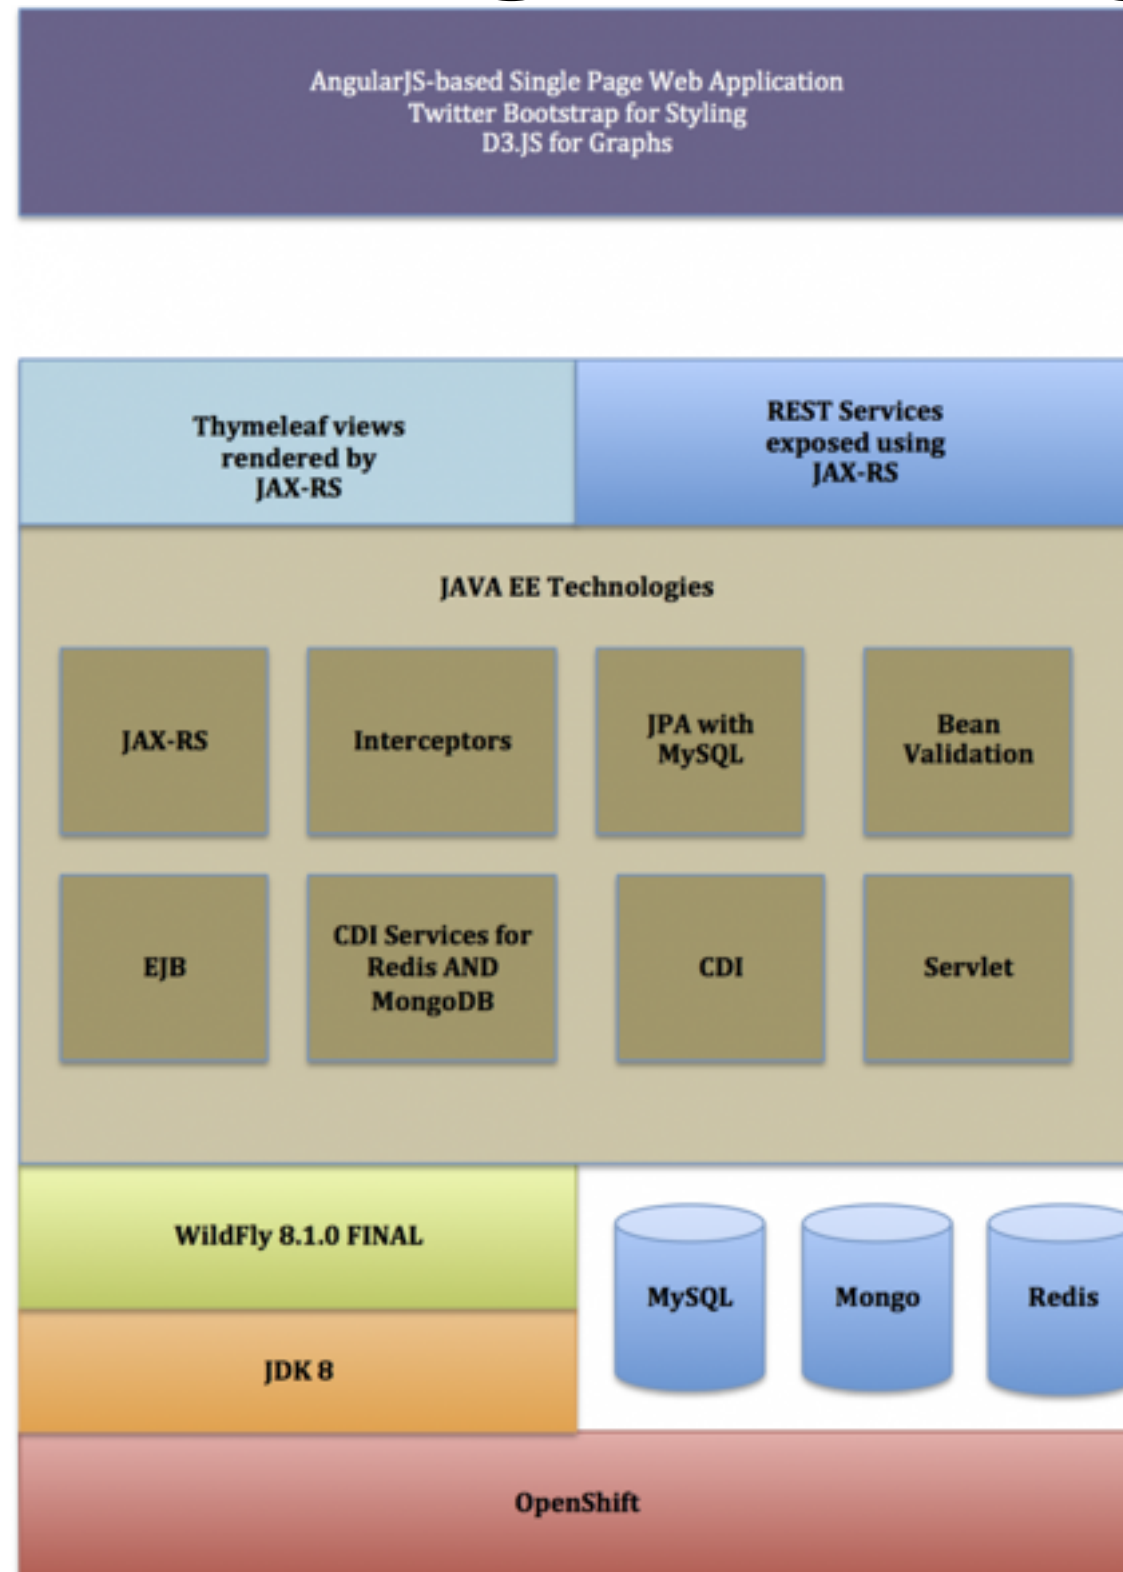 AngularJS-based Single Page Web Application
Twitter Bootstrap for Styling
D3.JS for Graphs
Thymeleaf views
rendered by
JAX-RS
REST Services
exposed using
JAX-RS
JAVA EE Technologies
JAX-RS
Interceptors
JPA with
MySQL
Bean
Validation
EJB
CDI Services for
Redis AND
MongoDB
CDI
Servlet
WildFly 8.1.0 FINAL
MySQL
Mongo
Redis
JDK 8
OpenShift